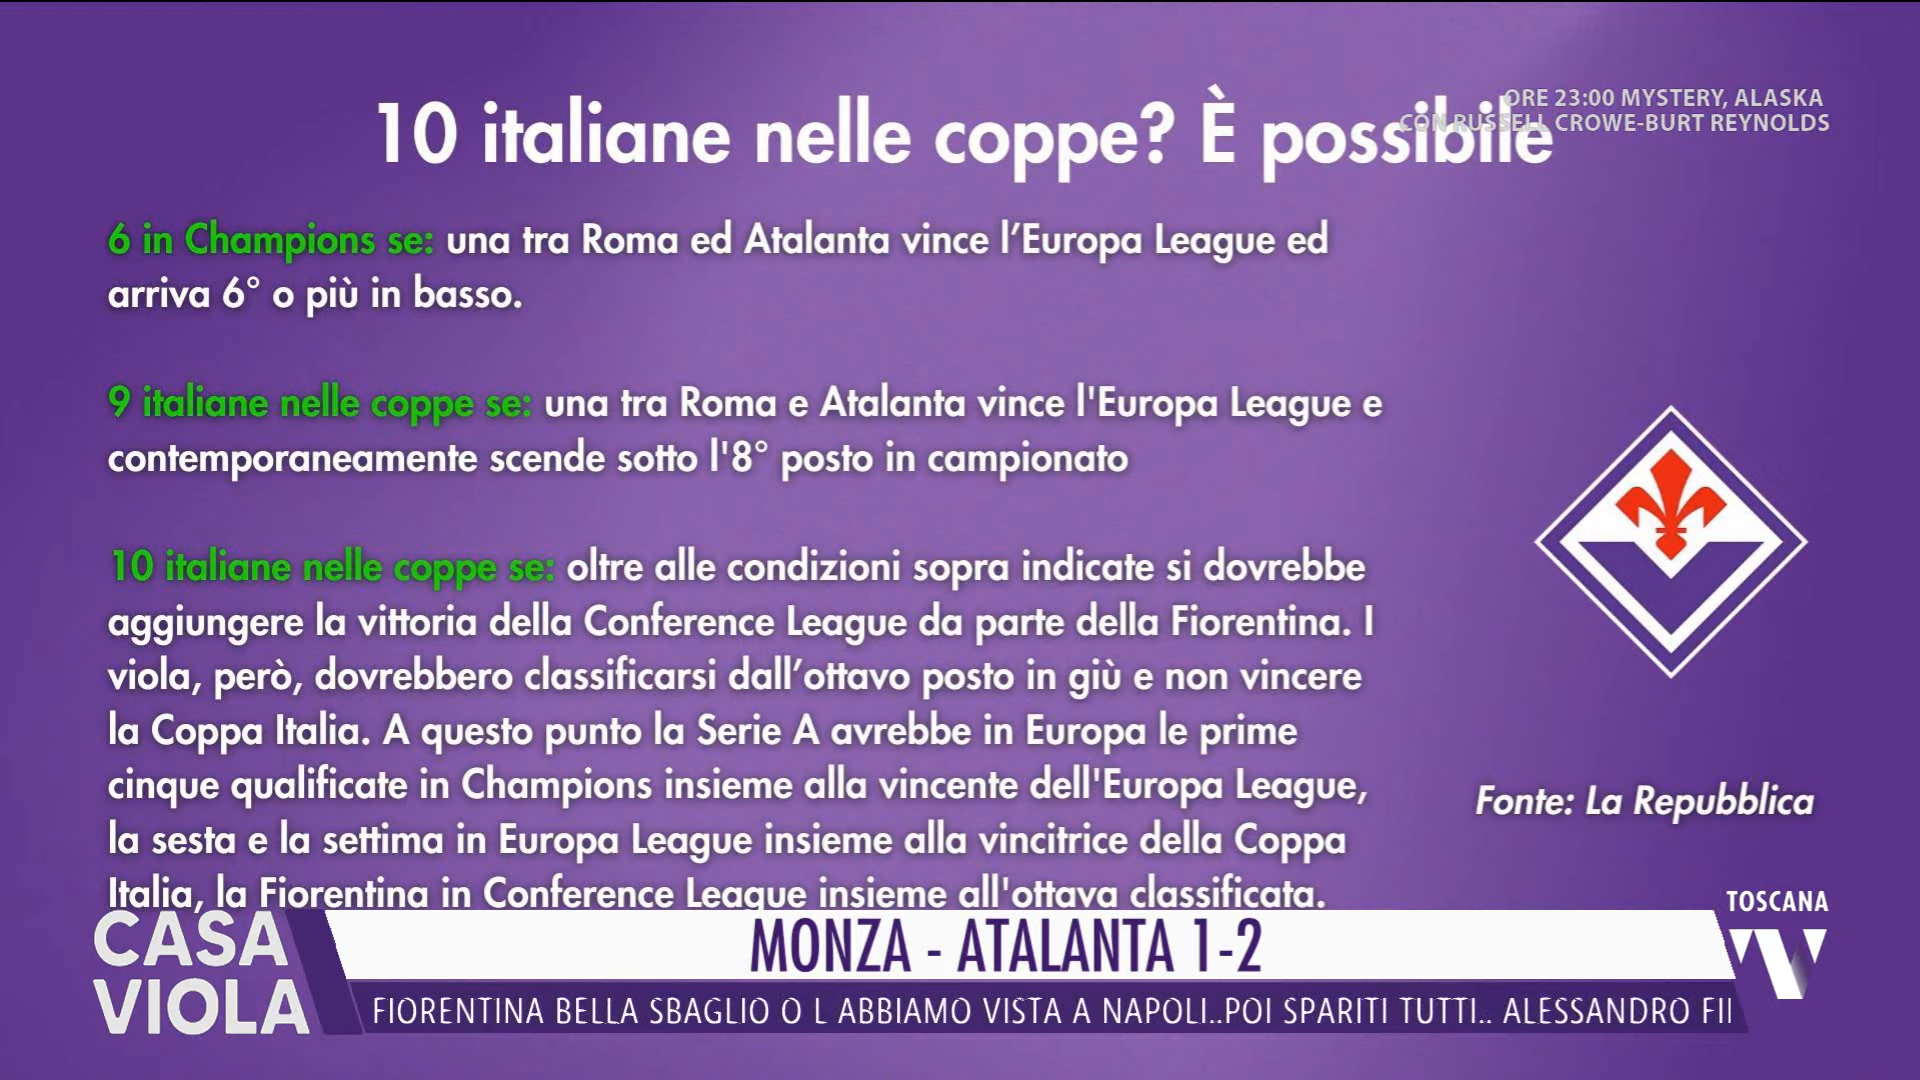 ORE 23:00 MYSTERY, ALASKA
CON RUSSELL CROWE-BURT REYNOLDS
10 italiane nelle coppe? È possibile
6 in Champions se: una tra Roma ed Atalanta vince l’Europa League ed
arriva 6° o più in basso.
9 italiane nelle coppe se: una tra Roma e Atalanta vince l'Europa League e
contemporaneamente scende sotto l'8° posto in campionato
10 italiane nelle coppe se: oltre alle condizioni sopra indicate si dovrebbe
aggiungere la vittoria della Conference League da parte della Fiorentina. I
viola, però, dovrebbero classificarsi dall’ottavo posto in giù e non vincere
la Coppa Italia. A questo punto la Serie A avrebbe in Europa le prime
cinque qualificate in Champions insieme alla vincente dell'Europa League,
la sesta e la settima in Europa League insieme alla vincitrice della Coppa
Italia, la Fiorentina in Conference League insieme all'ottava classificata.
Fonte: La Repubblica
TOSCANA
TV
CASA
VIOLA
MONZA - ATALANTA 1-2
FIORENTINA BELLA SBAGLIO O L ABBIAMO VISTA A NAPOLI..POI SPARITI TUTTI.. ALESSANDRO